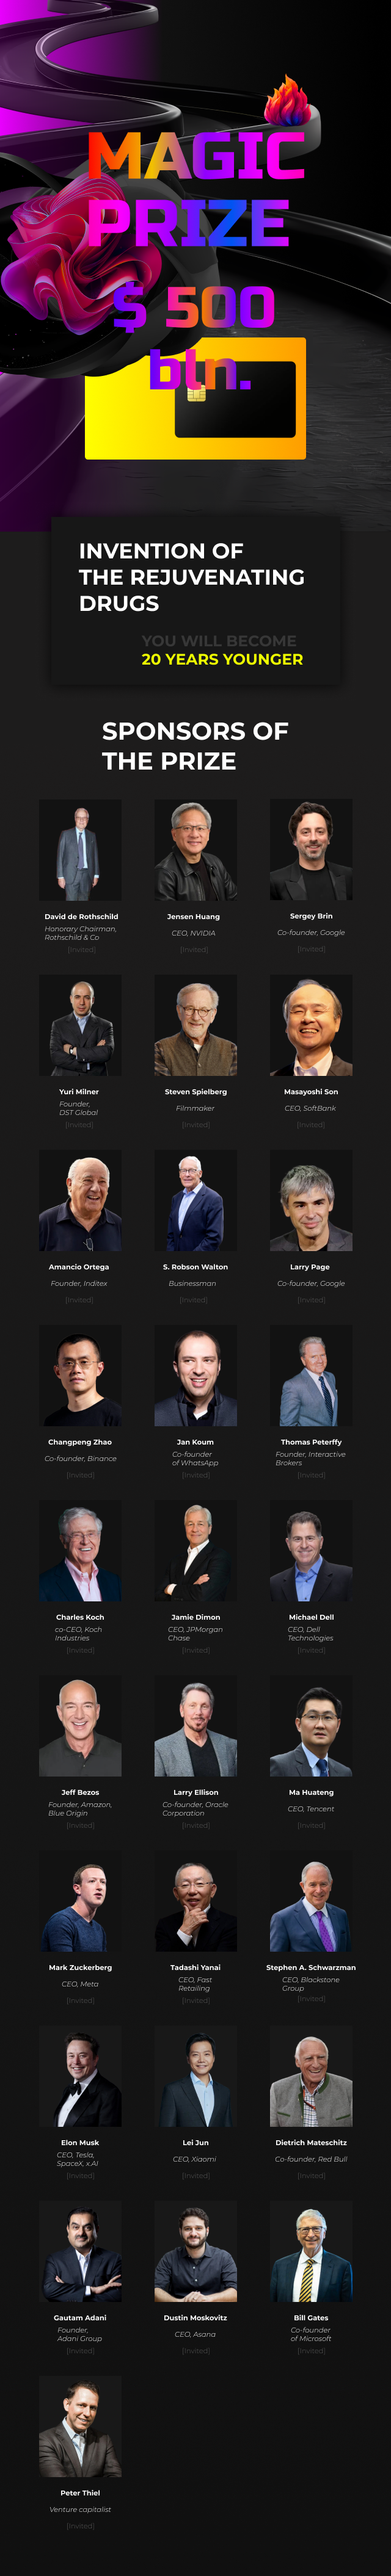 MAGIC
PRIZE
$ 500
bln.
INVENTION OF
THE REJUVENATING
DRUGS
YOU WILL BECOME
20 YEARS YOUNGER
SPONSORS OF
THE PRIZE
David de Rothschild
Honorary Chairman,
Rothschild & Co
[Invited]
Jensen Huang
CEO, NVIDIA
[Invited]
Sergey Brin
Co-founder, Google
[Invited]
Yuri Milner
Founder,
DST Global
[Invited]
Steven Spielberg
Filmmaker
[Invited]
Masayoshi Son
CEO, SoftBank
[Invited]
Amancio Ortega
Founder, Inditex
[Invited]
S. Robson Walton
Businessman
[Invited]
Larry Page
Co-founder, Google
[Invited]
Changpeng Zhao
Co-founder, Binance
[Invited]
Jan Koum
Co-founder
of WhatsApp
[Invited]
Thomas Peterffy
Founder, Interactive
Brokers
[Invited]
Charles Koch
co-CEO, Koch
Industries
[Invited]
Jamie Dimon
CEO, JPMorgan
Chase
[Invited]
Michael Dell
CEO, Dell
Technologies
[Invited]
Jeff Bezos
Founder, Amazon,
Blue Origin
[Invited]
Larry Ellison
Co-founder, Oracle
Corporation
[Invited]
Ma Huateng
CEO, Tencent
[Invited]
Mark Zuckerberg
CEO, Meta
[Invited]
Tadashi Yanai
CEO, Fast
Retailing
[Invited]
Stephen A. Schwarzman
CEO, Blackstone
Group
[Invited]
Elon Musk
CEO, Tesla,
SpaceX, x.AI
[Invited]
Lei Jun
CEO, Xiaomi
[Invited]
Dietrich Mateschitz
Co-founder, Red Bull
[Invited]
Gautam Adani
Founder,
Adani Group
[Invited]
Dustin Moskovitz
CEO, Asana
[Invited]
Bill Gates
Co-founder
of Microsoft
[Invited]
Peter Thiel
Venture capitalist
[Invited]